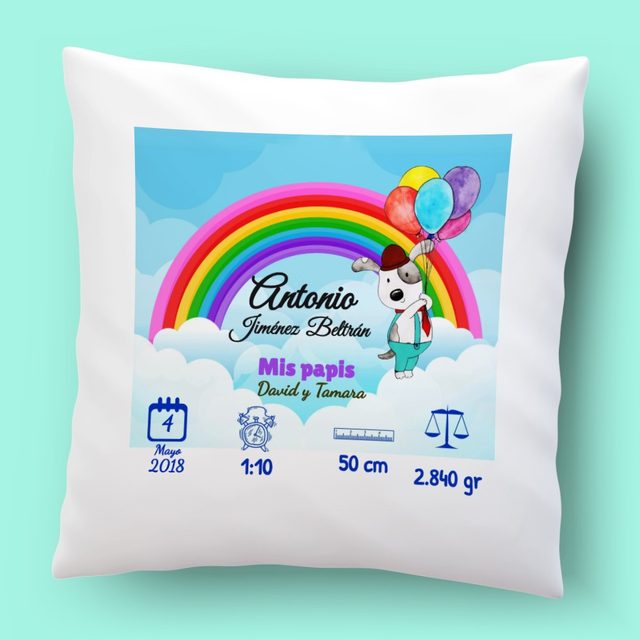 Antonio
Jiménez Beltrán
Mis papis
David y Tamara
4
Mayo
2018
1:10
50 cm
2.840 gr